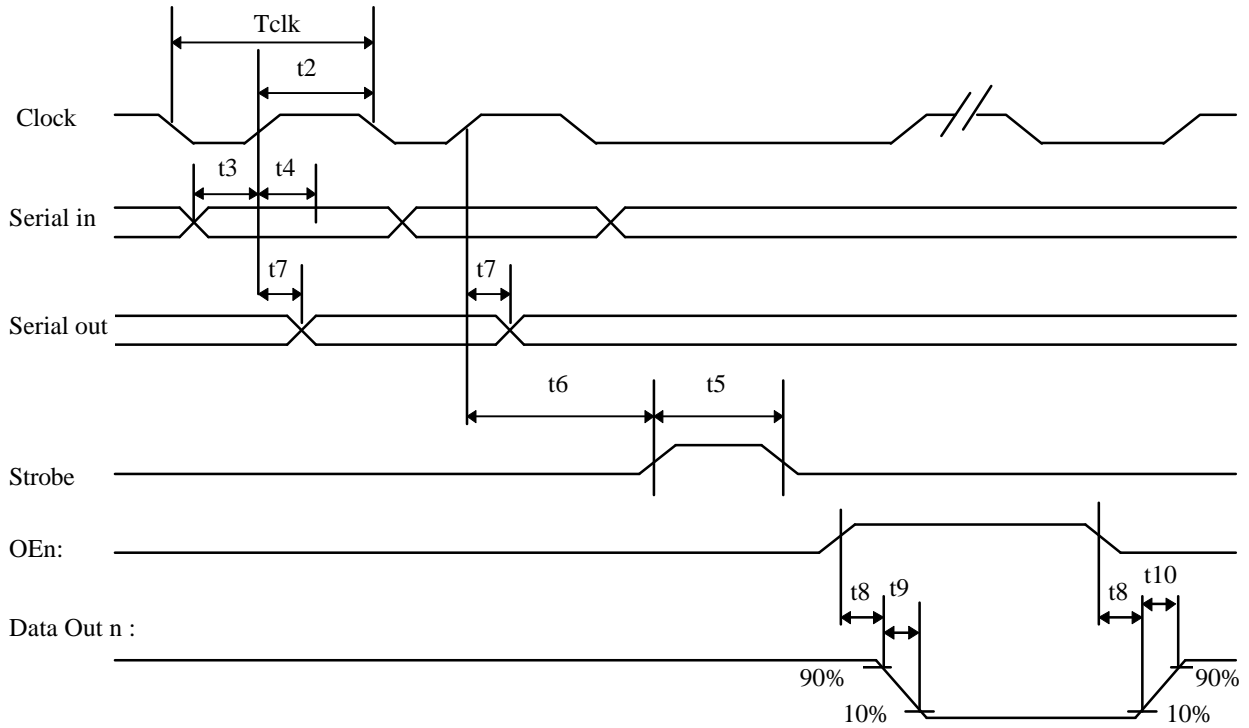 Tclk
t2
Clock
t3 t4
Serial in
t7 t7
Serial out
t6 t5
Strobe
OEn:
t8 t9 t8 t10
Data Out n :
90% 90%
10% 10%